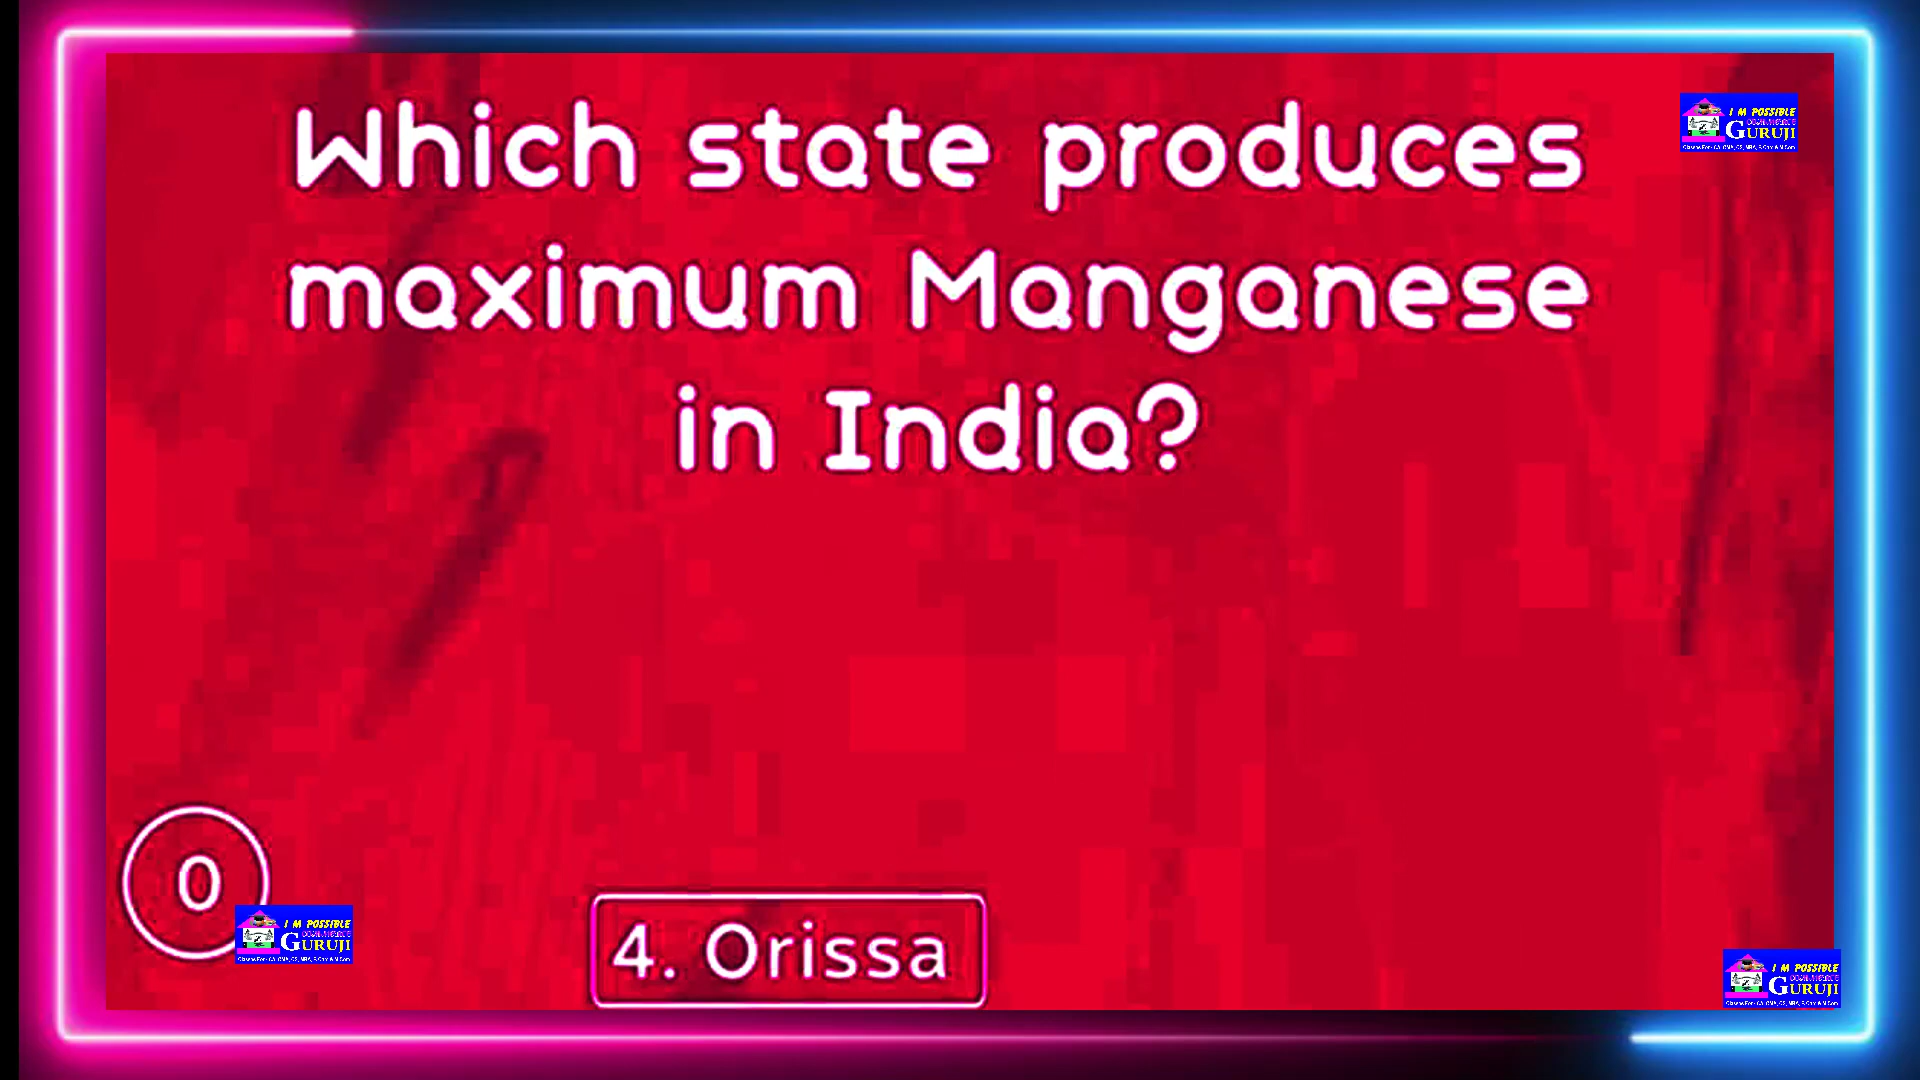 Which state produces
maximum Manganese
in India?
I M POSSIBLE
GURUJI
0
I M POSSIBLE
GURUJI
4. Orissa
I M POSSIBLE
GURUJI